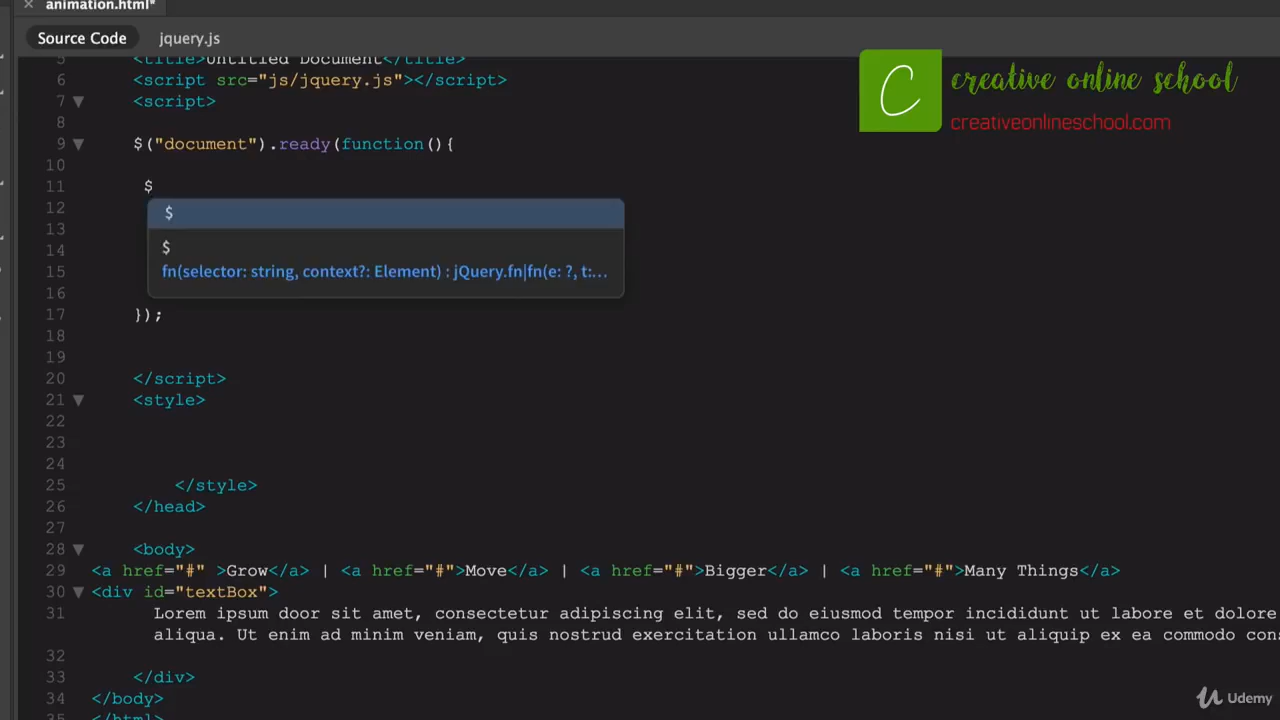 animation.html*
Source Code jquery.js
creative online school
creativeonlineschool.com
C
5 <title>Untitled Document</title>
6 <script src="js/jquery.js"></script>
7 <script>
8
9 $("document").ready(function(){
10
11 $
12 $
13
14 $
15 fn(selector: string, context?: Element) : jQuery.fn|fn(e: ?, t:...
16
17 });
18
19
20 </script>
21 <style>
22
23
24
25 </style>
26 </head>
27
28 <body>
29 <a href="#" >Grow</a> | <a href="#">Move</a> | <a href="#">Bigger</a> | <a href="#">Many Things</a>
30 <div id="textBox">
31 Lorem ipsum door sit amet, consectetur adipiscing elit, sed do eiusmod tempor incididunt ut labore et dolore
aliqua. Ut enim ad minim veniam, quis nostrud exercitation ullamco laboris nisi ut aliquip ex ea commodo con
32
33 </div>
34 </body>
35 </html>
Udemy